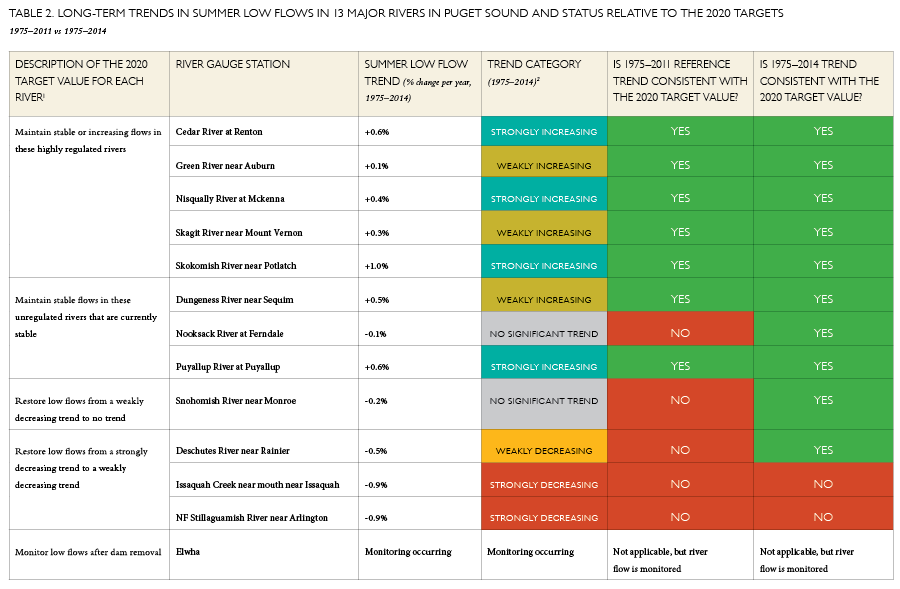 TABLE 2. LONG-TERM TRENDS IN SUMMER LOW FLOWS IN 13 MAJOR RIVERS IN PUGET SOUND AND STATUS RELATIVE TO THE 2020 TARGETS
1975–2011 vs 1975–2014
DESCRIPTION OF THE 2020
TARGET VALUE FOR EACH
RIVER¹
RIVER GAUGE STATION
SUMMER LOW FLOW
TREND (% change per year,
1975–2014)
TREND CATEGORY
(1975–2014)²
IS 1975–2011 REFERENCE
TREND CONSISTENT WITH
THE 2020 TARGET VALUE?
IS 1975–2014 TREND
CONSISTENT WITH THE
2020 TARGET VALUE?
Maintain stable or increasing flows in
these highly regulated rivers
Cedar River at Renton
+0.6%
STRONGLY INCREASING
YES
YES
Green River near Auburn
+0.1%
WEAKLY INCREASING
YES
YES
Nisqually River at Mckenna
+0.4%
STRONGLY INCREASING
YES
YES
Skagit River near Mount Vernon
+0.3%
WEAKLY INCREASING
YES
YES
Skokomish River near Potlatch
+1.0%
STRONGLY INCREASING
YES
YES
Maintain stable flows in these
unregulated rivers that are currently
stable
Dungeness River near Sequim
+0.5%
WEAKLY INCREASING
YES
YES
Nooksack River at Ferndale
-0.1%
NO SIGNIFICANT TREND
NO
YES
Puyallup River at Puyallup
+0.6%
STRONGLY INCREASING
YES
YES
Restore low flows from a weakly
decreasing trend to no trend
Snohomish River near Monroe
-0.2%
NO SIGNIFICANT TREND
NO
YES
Restore low flows from a strongly
decreasing trend to a weakly
decreasing trend
Deschutes River near Rainier
-0.5%
WEAKLY DECREASING
NO
YES
Issaquah Creek near mouth near Issaquah
-0.9%
STRONGLY DECREASING
NO
NO
NF Stillaguamish River near Arlington
-0.9%
STRONGLY DECREASING
NO
NO
Monitor low flows after dam removal
Elwha
Monitoring occurring
Monitoring occurring
Not applicable, but river
flow is monitored
Not applicable, but river
flow is monitored